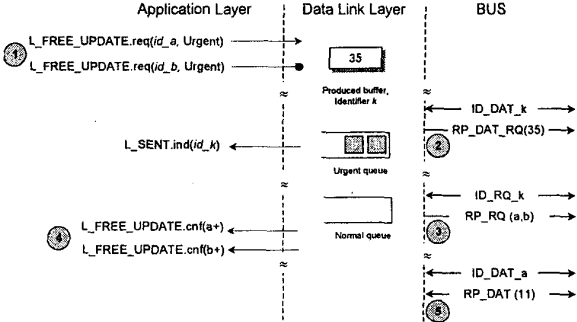 Application Layer Data Link Layer BUS
1 L_FREE_UPDATE.req(id_a, Urgent)
L_FREE_UPDATE.req(id_b, Urgent)
35
Produced buffer,
Identifier k
ID_DAT_k
L_SENT.ind(id_k) RP_DAT_RQ(35)
2
Urgent queue
ID_RQ_k
RP_RQ (a,b)
3
4 L_FREE_UPDATE.cnf(a+)
L_FREE_UPDATE.cnf(b+)
Normal queue
ID_DAT_a
RP_DAT (11)
5